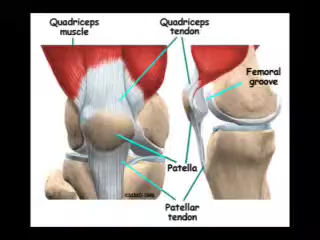 Quadriceps
muscle
Quadriceps
tendon
Femoral
groove
Patella
Patellar
tendon